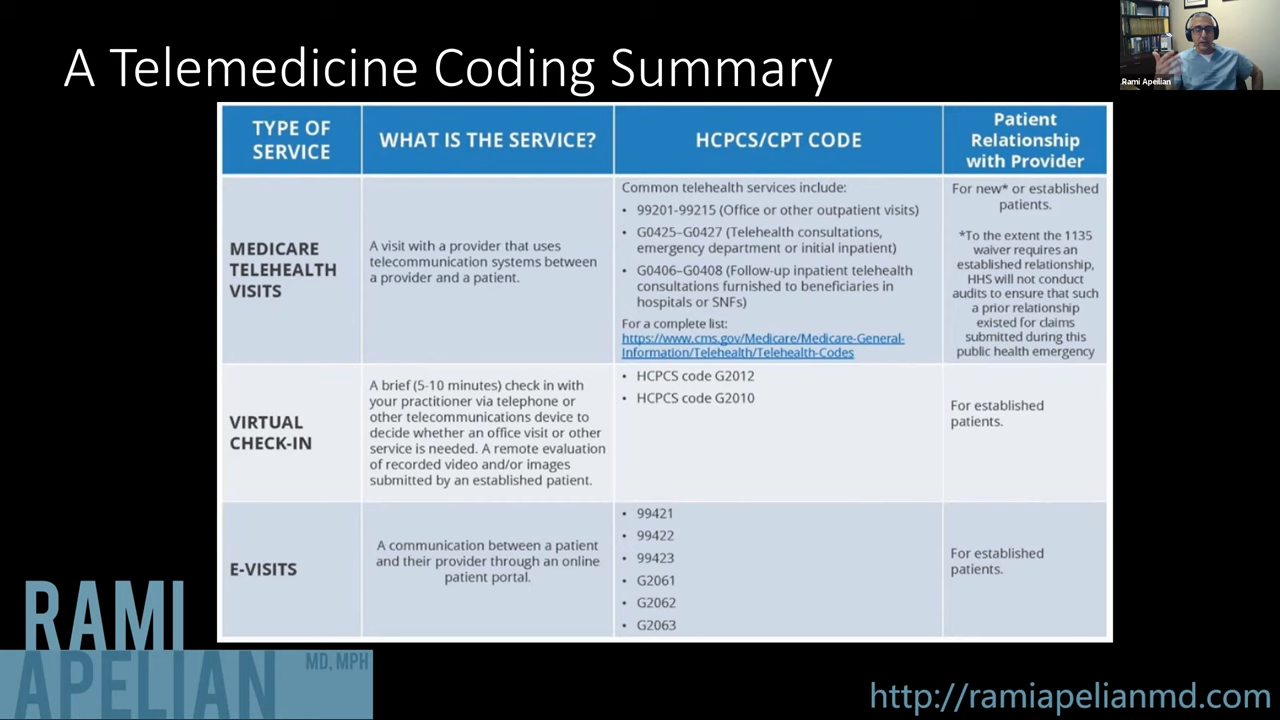 A Telemedicine Coding Summary
Rami Apelian
TYPE OF
SERVICE
WHAT IS THE SERVICE?
HCPCS/CPT CODE
Patient
Relationship
with Provider
MEDICARE
TELEHEALTH
VISITS
A visit with a provider that uses
telecommunication systems between
a provider and a patient.
Common telehealth services include:
• 99201-99215 (Office or other outpatient visits)
• G0425–G0427 (Telehealth consultations,
emergency department or initial inpatient)
• G0406–G0408 (Follow-up inpatient telehealth
consultations furnished to beneficiaries in
hospitals or SNFs)
For a complete list:
https://www.cms.gov/Medicare/Medicare-General-
Information/Telehealth/Telehealth-Codes
For new* or established
patients.
*To the extent the 1135
waiver requires an
established relationship,
HHS will not conduct
audits to ensure that such
a prior relationship
existed for claims
submitted during this
public health emergency
VIRTUAL
CHECK-IN
A brief (5-10 minutes) check in with
your practitioner via telephone or
other telecommunications device to
decide whether an office visit or other
service is needed. A remote evaluation
of recorded video and/or images
submitted by an established patient.
• HCPCS code G2012
• HCPCS code G2010
For established
patients.
E-VISITS
A communication between a patient
and their provider through an online
patient portal.
• 99421
• 99422
• 99423
• G2061
• G2062
• G2063
For established
patients.
RAMI
APELIAN
MD, MPH
http://ramiapelianmd.com